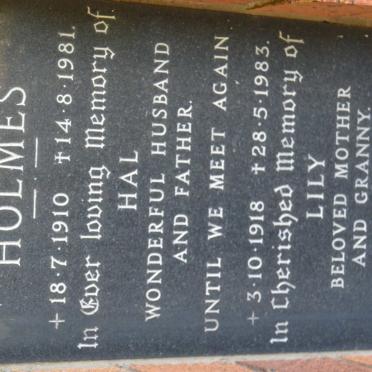 HOLMES
+18·7·1910 †14·8·1981.
In Ever loving Memory of
HAL
WONDERFUL HUSBAND
AND FATHER.
UNTIL WE MEET AGAIN
+3·10·1918 †28·5·1983.
In Cherished Memory of
LILY
BELOVED MOTHER
AND GRANNY.